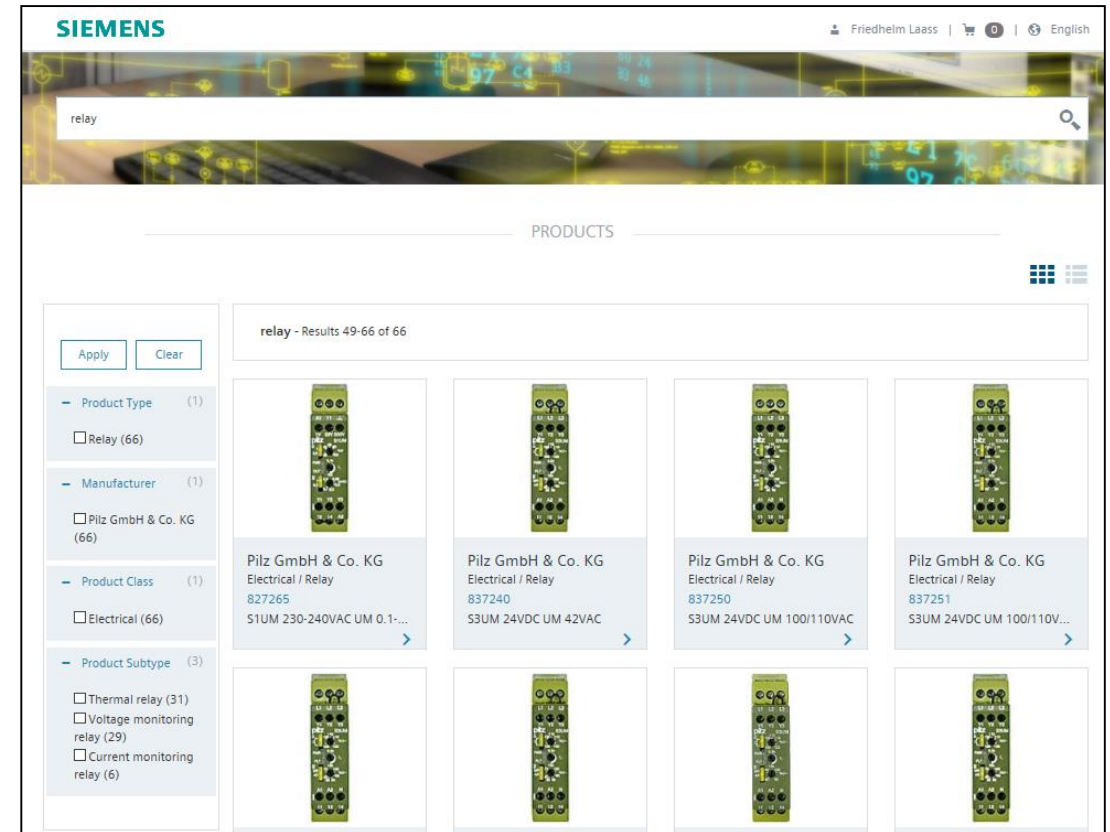 SIEMENS
Friedhelm Laass | 0 | English
relay
PRODUCTS
relay - Results 49-66 of 66
Apply Clear
– Product Type (1)
Relay (66)
– Manufacturer (1)
Pilz GmbH & Co. KG
(66)
– Product Class (1)
Electrical (66)
– Product Subtype (3)
Thermal relay (31)
Voltage monitoring
relay (29)
Current monitoring
relay (6)
Pilz GmbH & Co. KG
Electrical / Relay
827265
S1UM 230-240VAC UM 0.1-...
Pilz GmbH & Co. KG
Electrical / Relay
837240
S3UM 24VDC UM 42VAC
Pilz GmbH & Co. KG
Electrical / Relay
837250
S3UM 24VDC UM 100/110VAC
Pilz GmbH & Co. KG
Electrical / Relay
837251
S3UM 24VDC UM 100/110V...